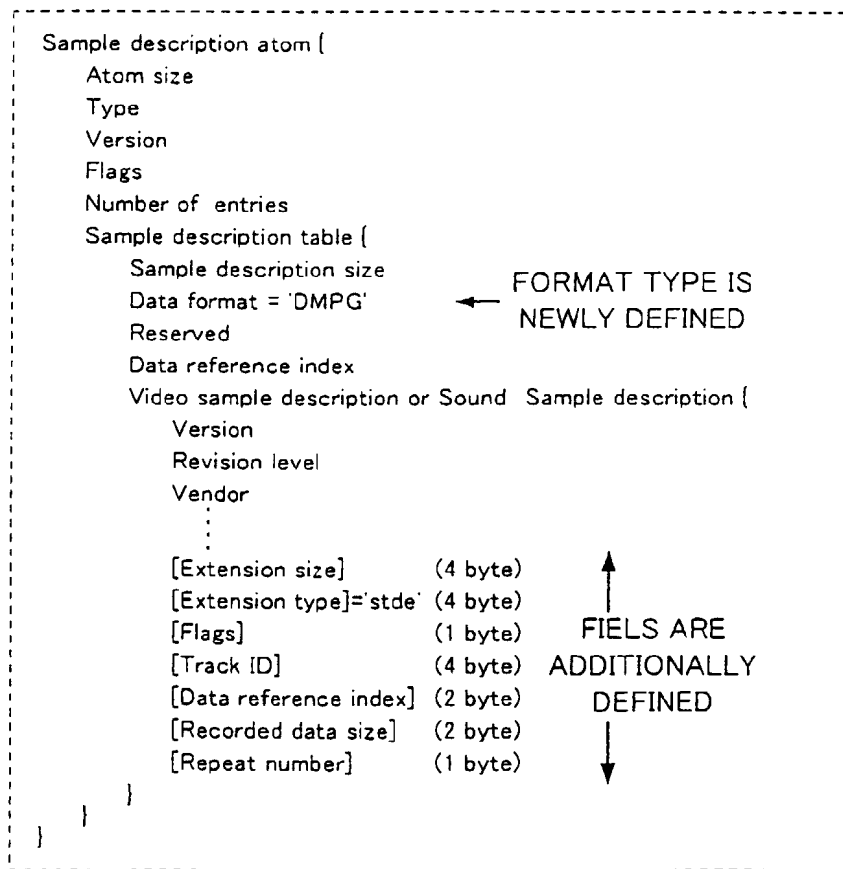 Sample description atom {
Atom size
Type
Version
Flags
Number of entries
Sample description table {
Sample description size
Data format = 'DMPG'
FORMAT TYPE IS
NEWLY DEFINED
Reserved
Data reference index
Video sample description or Sound Sample description {
Version
Revision level
Vendor
[Extension size] (4 byte)
[Extension type]='stde' (4 byte)
[Flags] (1 byte)
[Track ID] (4 byte)
[Data reference index] (2 byte)
[Recorded data size] (2 byte)
[Repeat number] (1 byte)
FIELS ARE
ADDITIONALLY
DEFINED
}
}
}